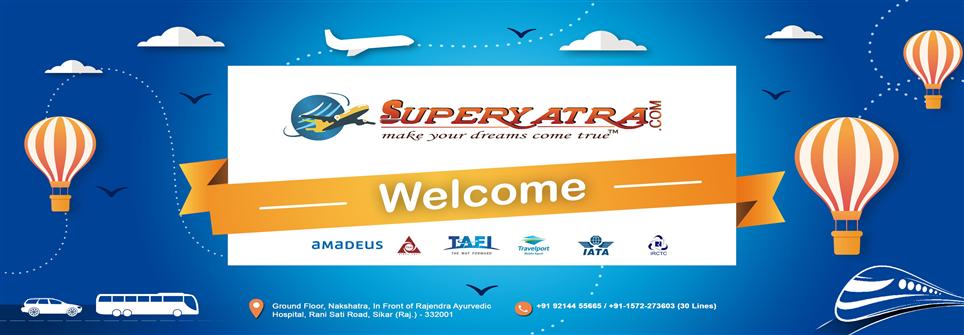 SUPERYATRA.COM
make your dreams come true™
Welcome
amadeus
TAFI
THE WAY FORWARD
Travelport
IATA
IRCTC
Ground Floor, Nakshatra, In Front of Rajendra Ayurvedic
Hospital, Rani Sati Road, Sikar (Raj.) - 332001
+91 92144 55665 / +91-1572-273603 (30 Lines)